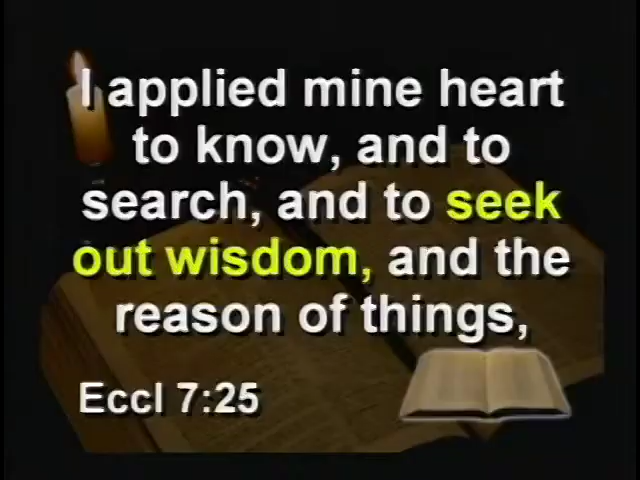 I applied mine heart
to know, and to
search, and to seek
out wisdom, and the
reason of things,
Eccl 7:25